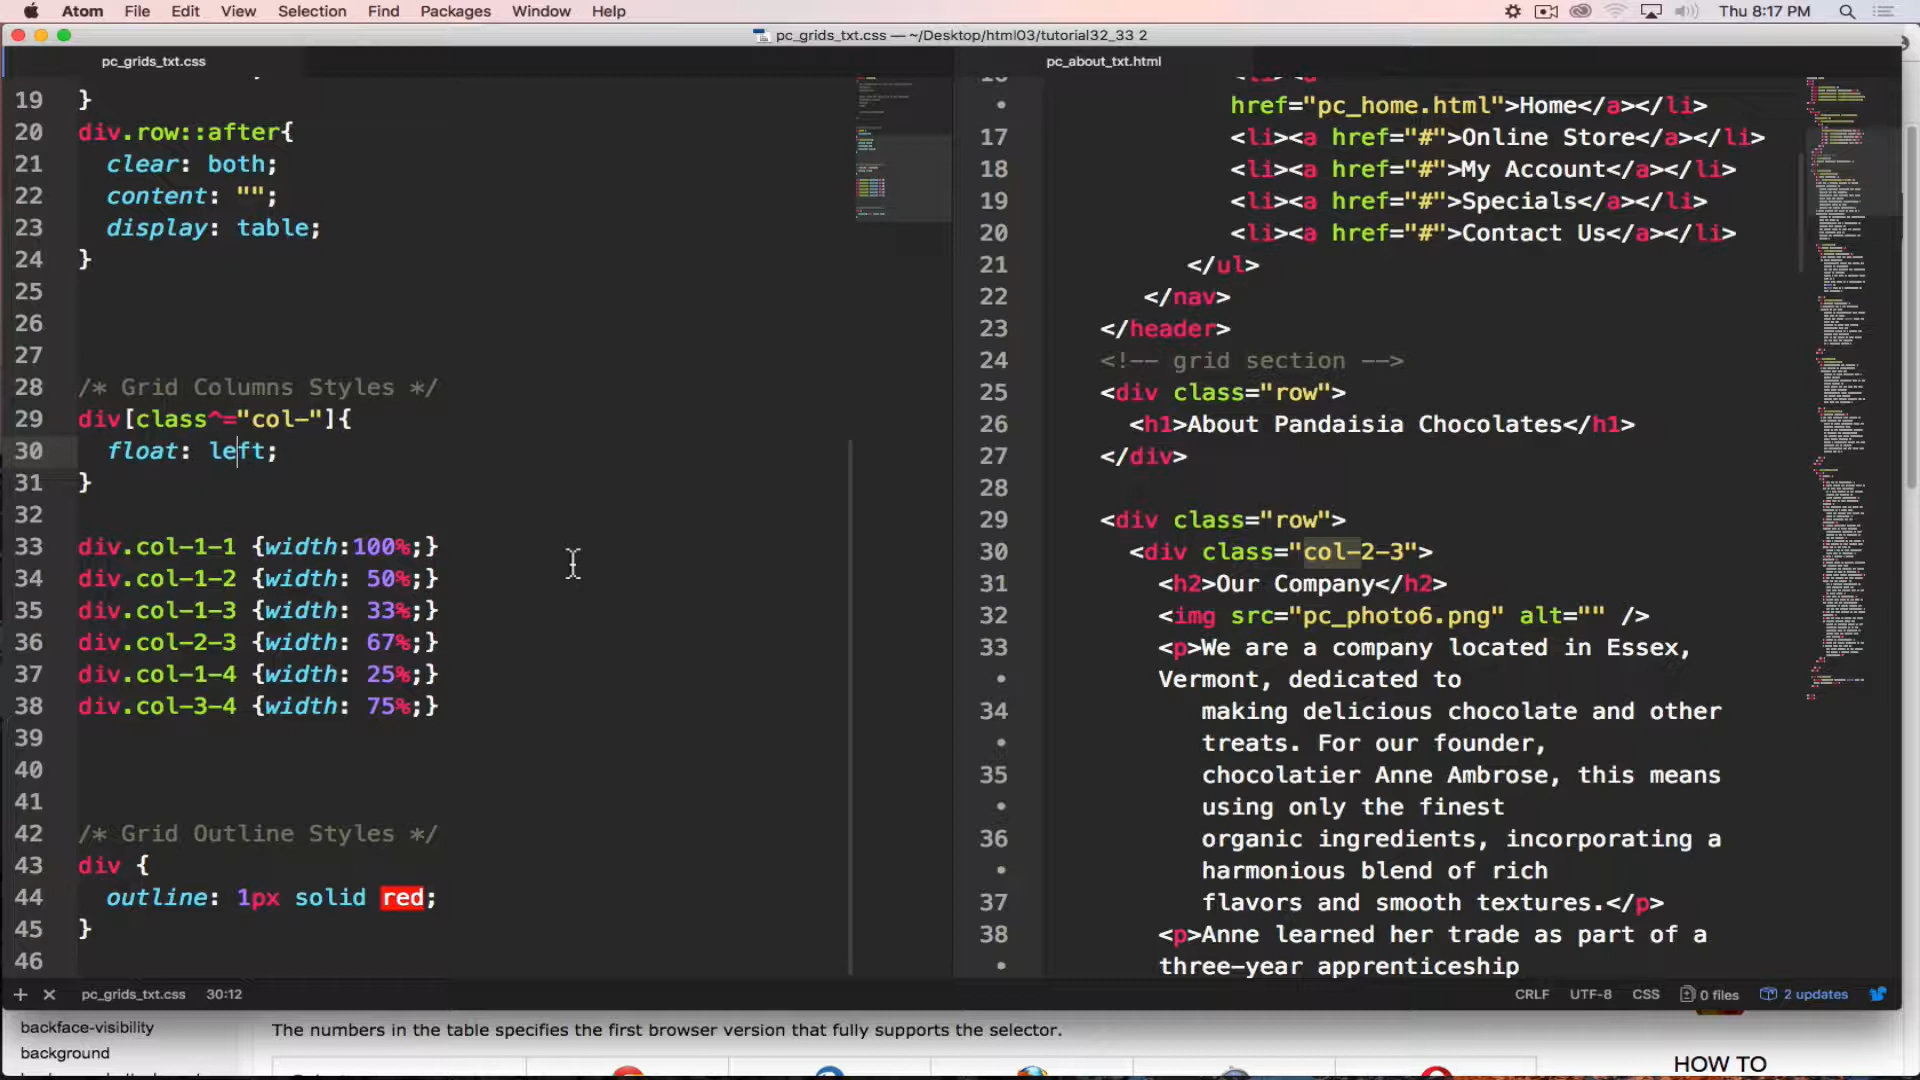 Atom File Edit View Selection Find Packages Window Help Thu 8:17 PM
pc_grids_txt.css — ~/Desktop/html03/tutorial32_33 2
pc_grids_txt.css
19 }
20 div.row::after{
21 clear: both;
22 content: "";
23 display: table;
24 }
25
26
27
28 /* Grid Columns Styles */
29 div[class^="col-"]{
30 float: left;
31 }
32
33 div.col-1-1 {width:100%;}
34 div.col-1-2 {width: 50%;}
35 div.col-1-3 {width: 33%;}
36 div.col-2-3 {width: 67%;}
37 div.col-1-4 {width: 25%;}
38 div.col-3-4 {width: 75%;}
39
40
41
42 /* Grid Outline Styles */
43 div {
44 outline: 1px solid red;
45 }
46
pc_about_txt.html
16 <li><a
• href="pc_home.html">Home</a></li>
17 <li><a href="#">Online Store</a></li>
18 <li><a href="#">My Account</a></li>
19 <li><a href="#">Specials</a></li>
20 <li><a href="#">Contact Us</a></li>
21 </ul>
22 </nav>
23 </header>
24 <!-- grid section -->
25 <div class="row">
26 <h1>About Pandaisia Chocolates</h1>
27 </div>
28
29 <div class="row">
30 <div class="col-2-3">
31 <h2>Our Company</h2>
32 <img src="pc_photo6.png" alt="" />
33 <p>We are a company located in Essex,
• Vermont, dedicated to
34 making delicious chocolate and other
• treats. For our founder,
35 chocolatier Anne Ambrose, this means
• using only the finest
36 organic ingredients, incorporating a
• harmonious blend of rich
37 flavors and smooth textures.</p>
38 <p>Anne learned her trade as part of a
• three-year apprenticeship
+ × pc_grids_txt.css 30:12 CRLF UTF-8 CSS 0 files 2 updates
backface-visibility
background
The numbers in the table specifies the first browser version that fully supports the selector.
HOW TO